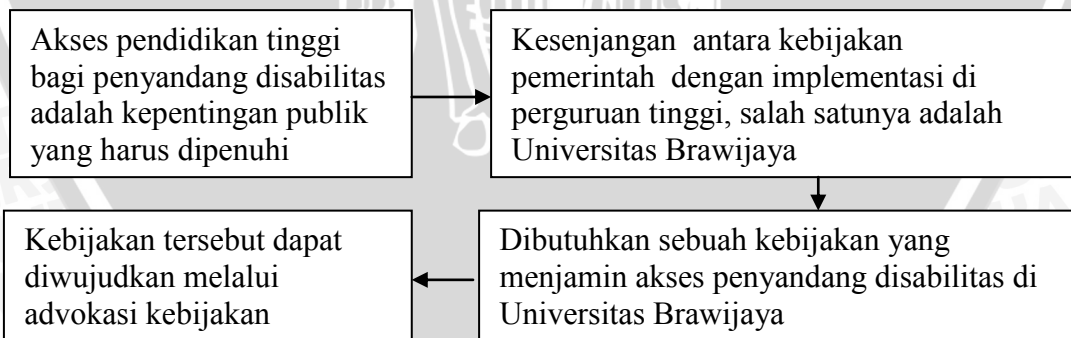 Akses pendidikan tinggi
bagi penyandang disabilitas
adalah kepentingan publik
yang harus dipenuhi
Kesenjangan antara kebijakan
pemerintah dengan implementasi di
perguruan tinggi, salah satunya adalah
Universitas Brawijaya
Dibutuhkan sebuah kebijakan yang
menjamin akses penyandang disabilitas di
Universitas Brawijaya
Kebijakan tersebut dapat
diwujudkan melalui
advokasi kebijakan